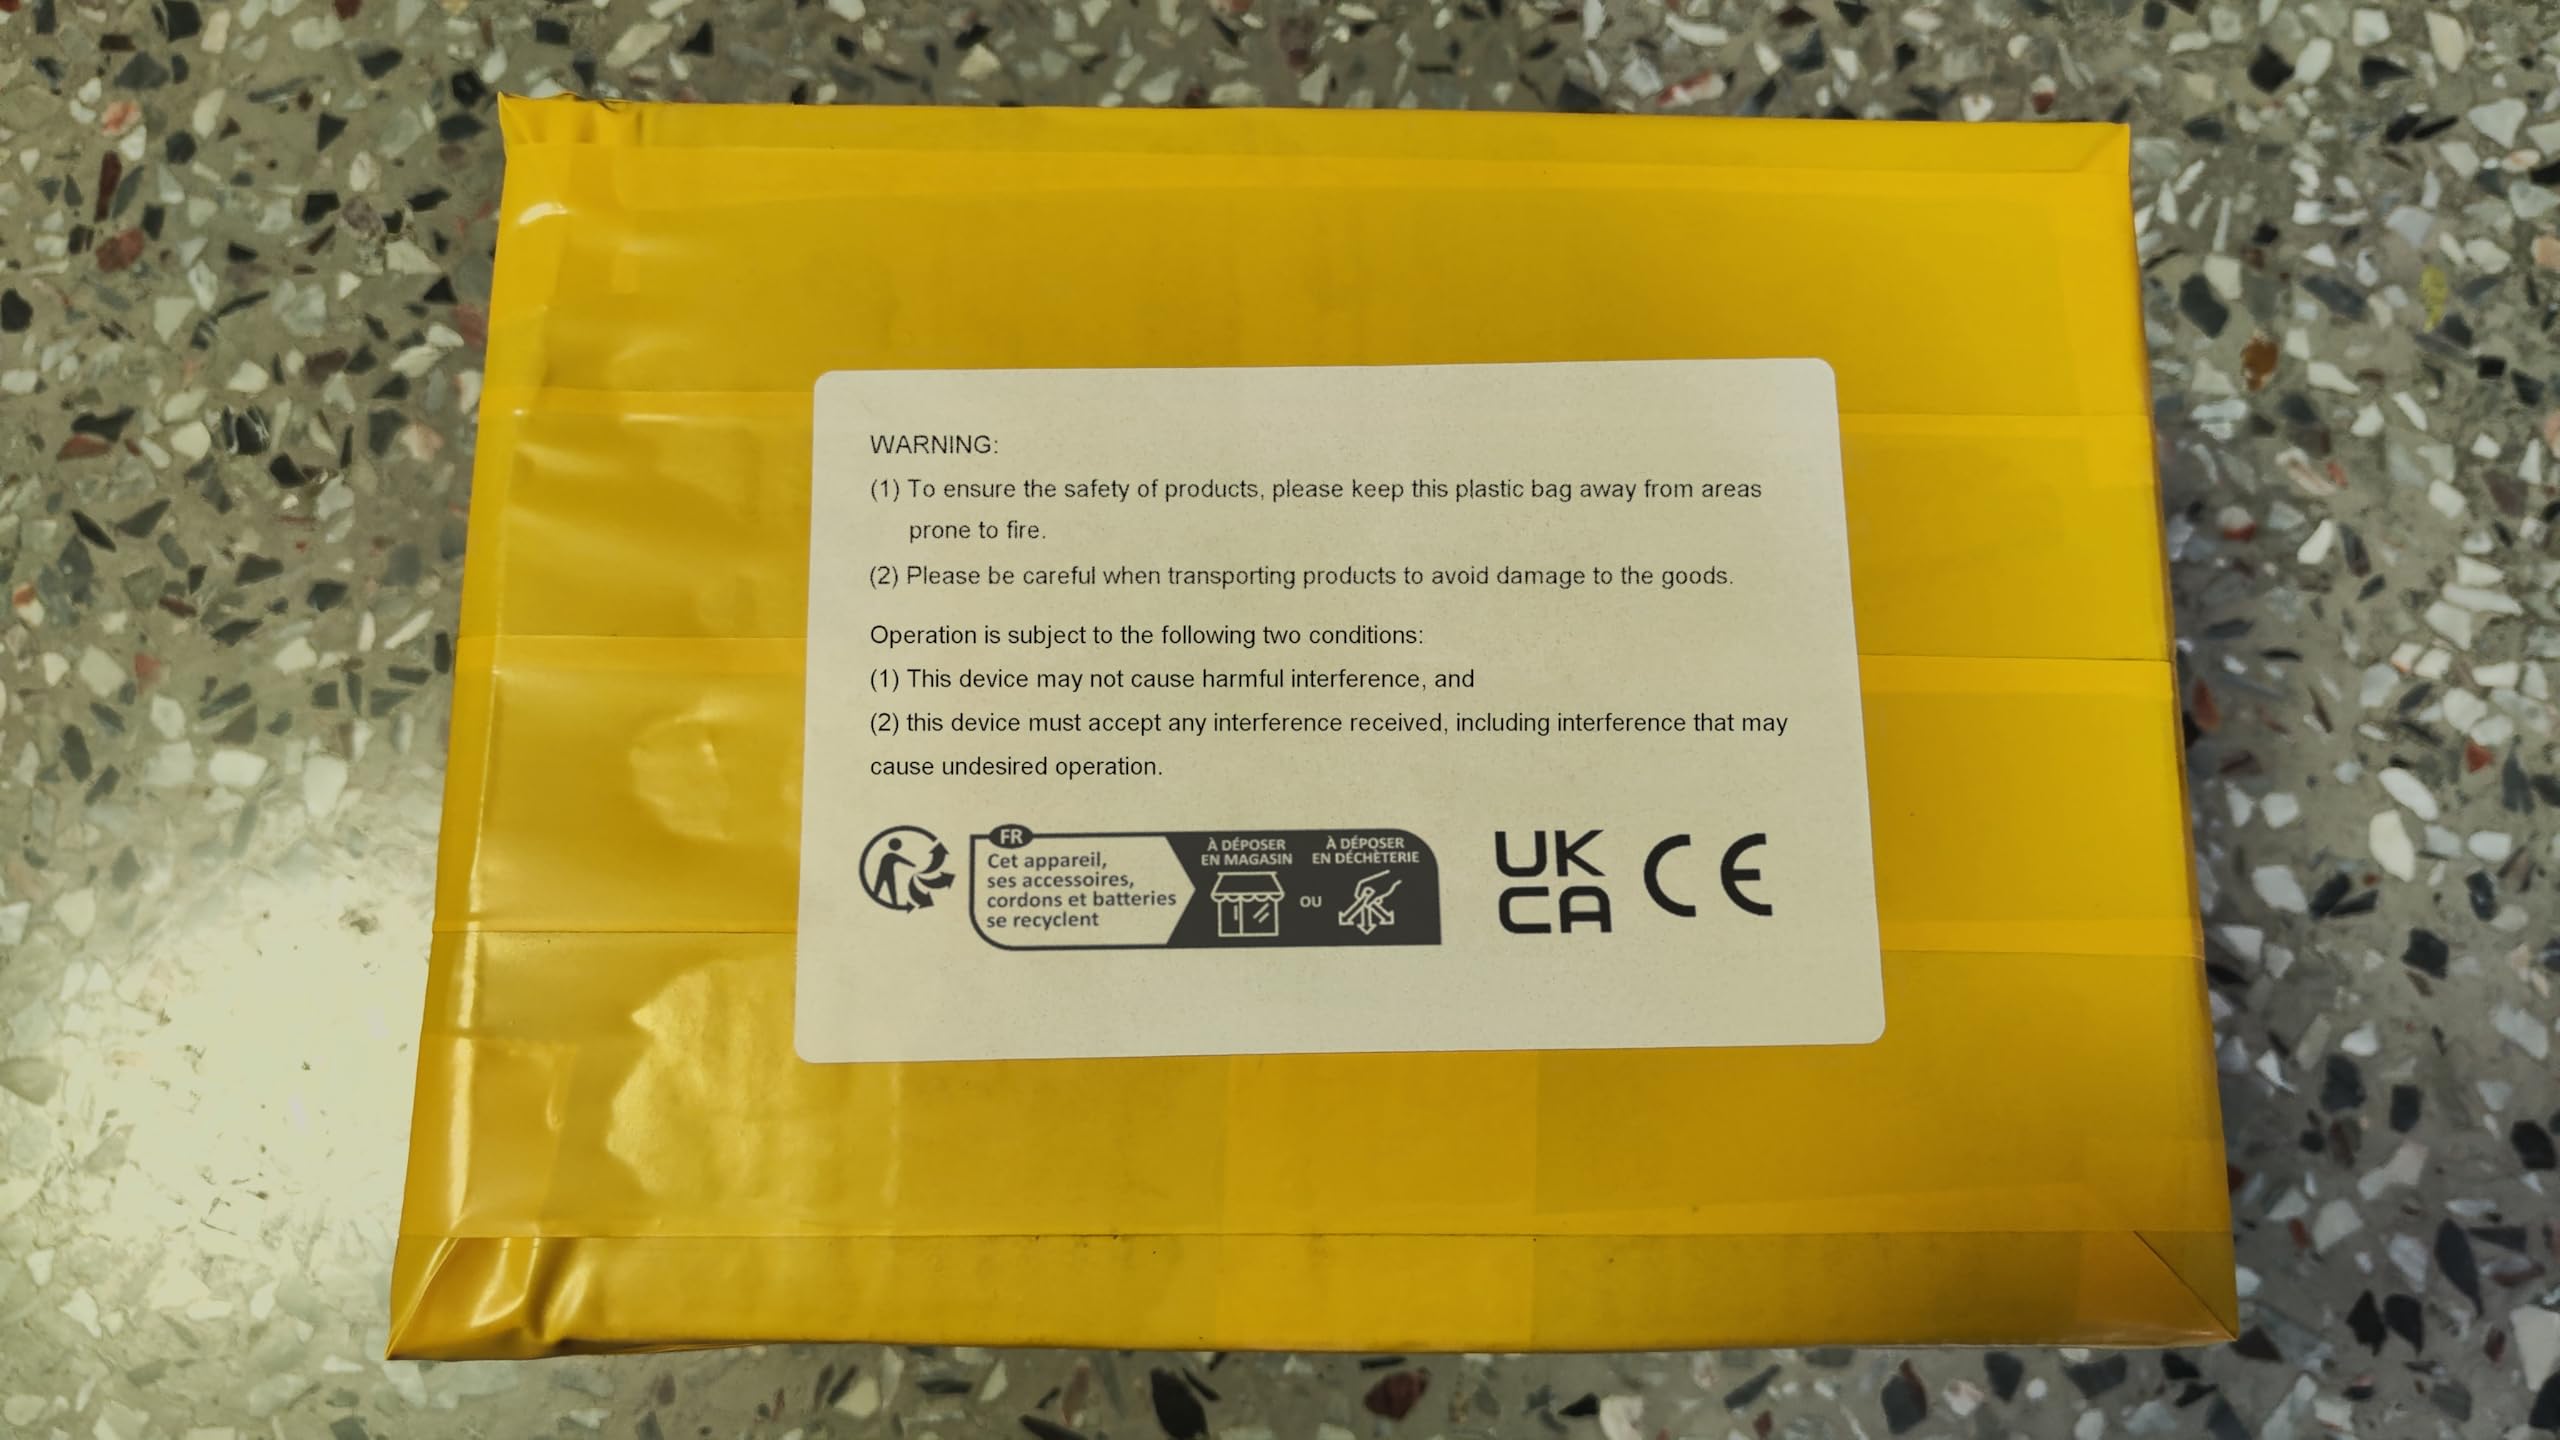 WARNING:
(1) To ensure the safety of products, please keep this plastic bag away from areas
prone to fire.
(2) Please be careful when transporting products to avoid damage to the goods.
Operation is subject to the following two conditions:
(1) This device may not cause harmful interference, and
(2) this device must accept any interference received, including interference that may
cause undesired operation.
FR
Cet appareil,
ses accessoires,
cordons et batteries
se recyclent
À DÉPOSER
EN MAGASIN
OU
À DÉPOSER
EN DÉCHÈTERIE
UK
CA
CE